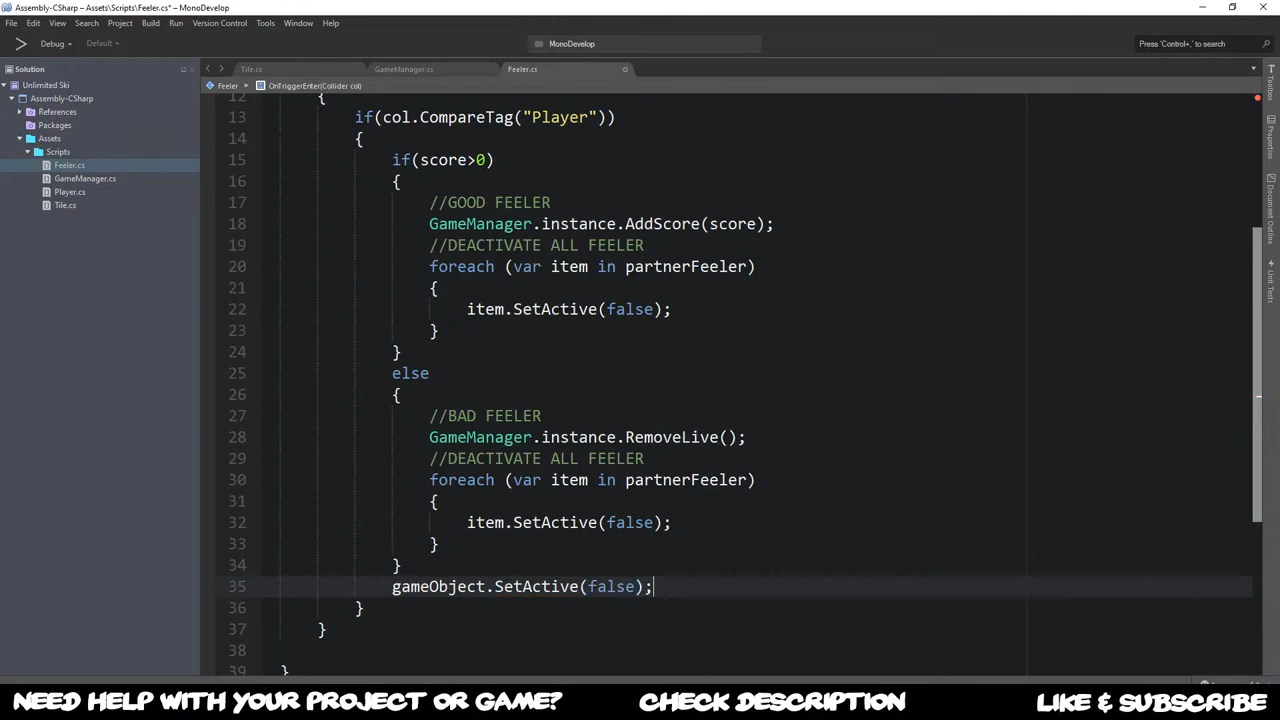 Assembly-CSharp – Assets\Scripts\Feeler.cs* - MonoDevelop
File Edit View Search Project Build Run Version Control Tools Window Help
Debug Default MonoDevelop Press 'Control+,' to search
Solution Tile.cs GameManager.cs Feeler.cs
Unlimited Ski Feeler OnTriggerEnter(Collider col)
Assembly-CSharp
References
Packages
Assets
Scripts
Feeler.cs
GameManager.cs
Player.cs
Tile.cs
12 {
13 if(col.CompareTag("Player"))
14 {
15 if(score>0)
16 {
17 //GOOD FEELER
18 GameManager.instance.AddScore(score);
19 //DEACTIVATE ALL FEELER
20 foreach (var item in partnerFeeler)
21 {
22 item.SetActive(false);
23 }
24 }
25 else
26 {
27 //BAD FEELER
28 GameManager.instance.RemoveLive();
29 //DEACTIVATE ALL FEELER
30 foreach (var item in partnerFeeler)
31 {
32 item.SetActive(false);
33 }
34 }
35 gameObject.SetActive(false);
36 }
37 }
38
39 }
Toolbox
Properties
Document Outline
Unit Tests
NEED HELP WITH YOUR PROJECT OR GAME? CHECK DESCRIPTION LIKE & SUBSCRIBE